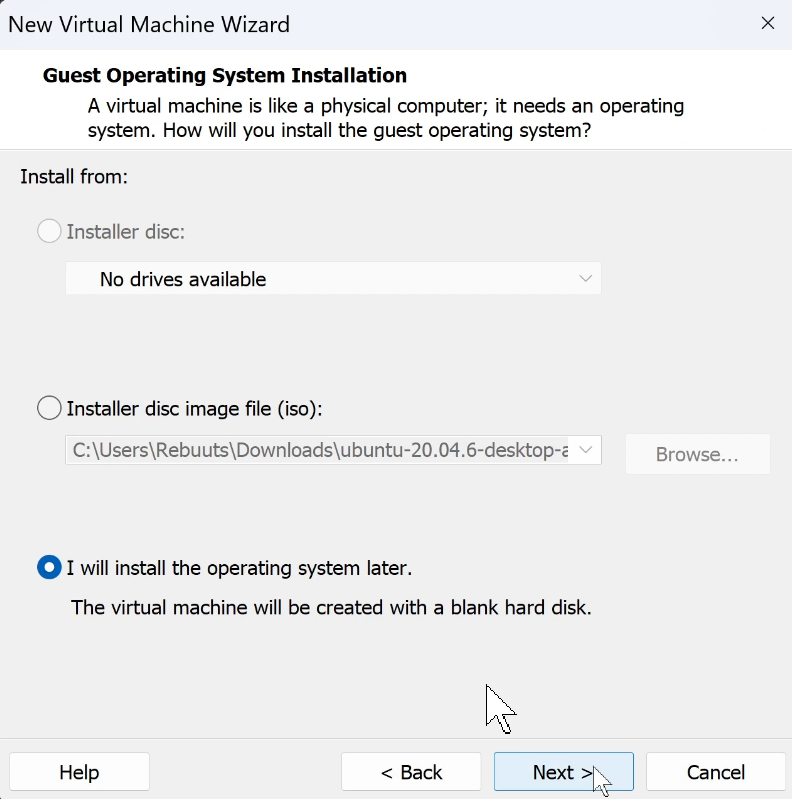 New Virtual Machine Wizard
Guest Operating System Installation
A virtual machine is like a physical computer; it needs an operating
system. How will you install the guest operating system?
Install from:
Installer disc:
No drives available
Installer disc image file (iso):
C:\Users\Rebuuts\Downloads\ubuntu-20.04.6-desktop-a
Browse...
I will install the operating system later.
The virtual machine will be created with a blank hard disk.
Help
< Back
Next >
Cancel